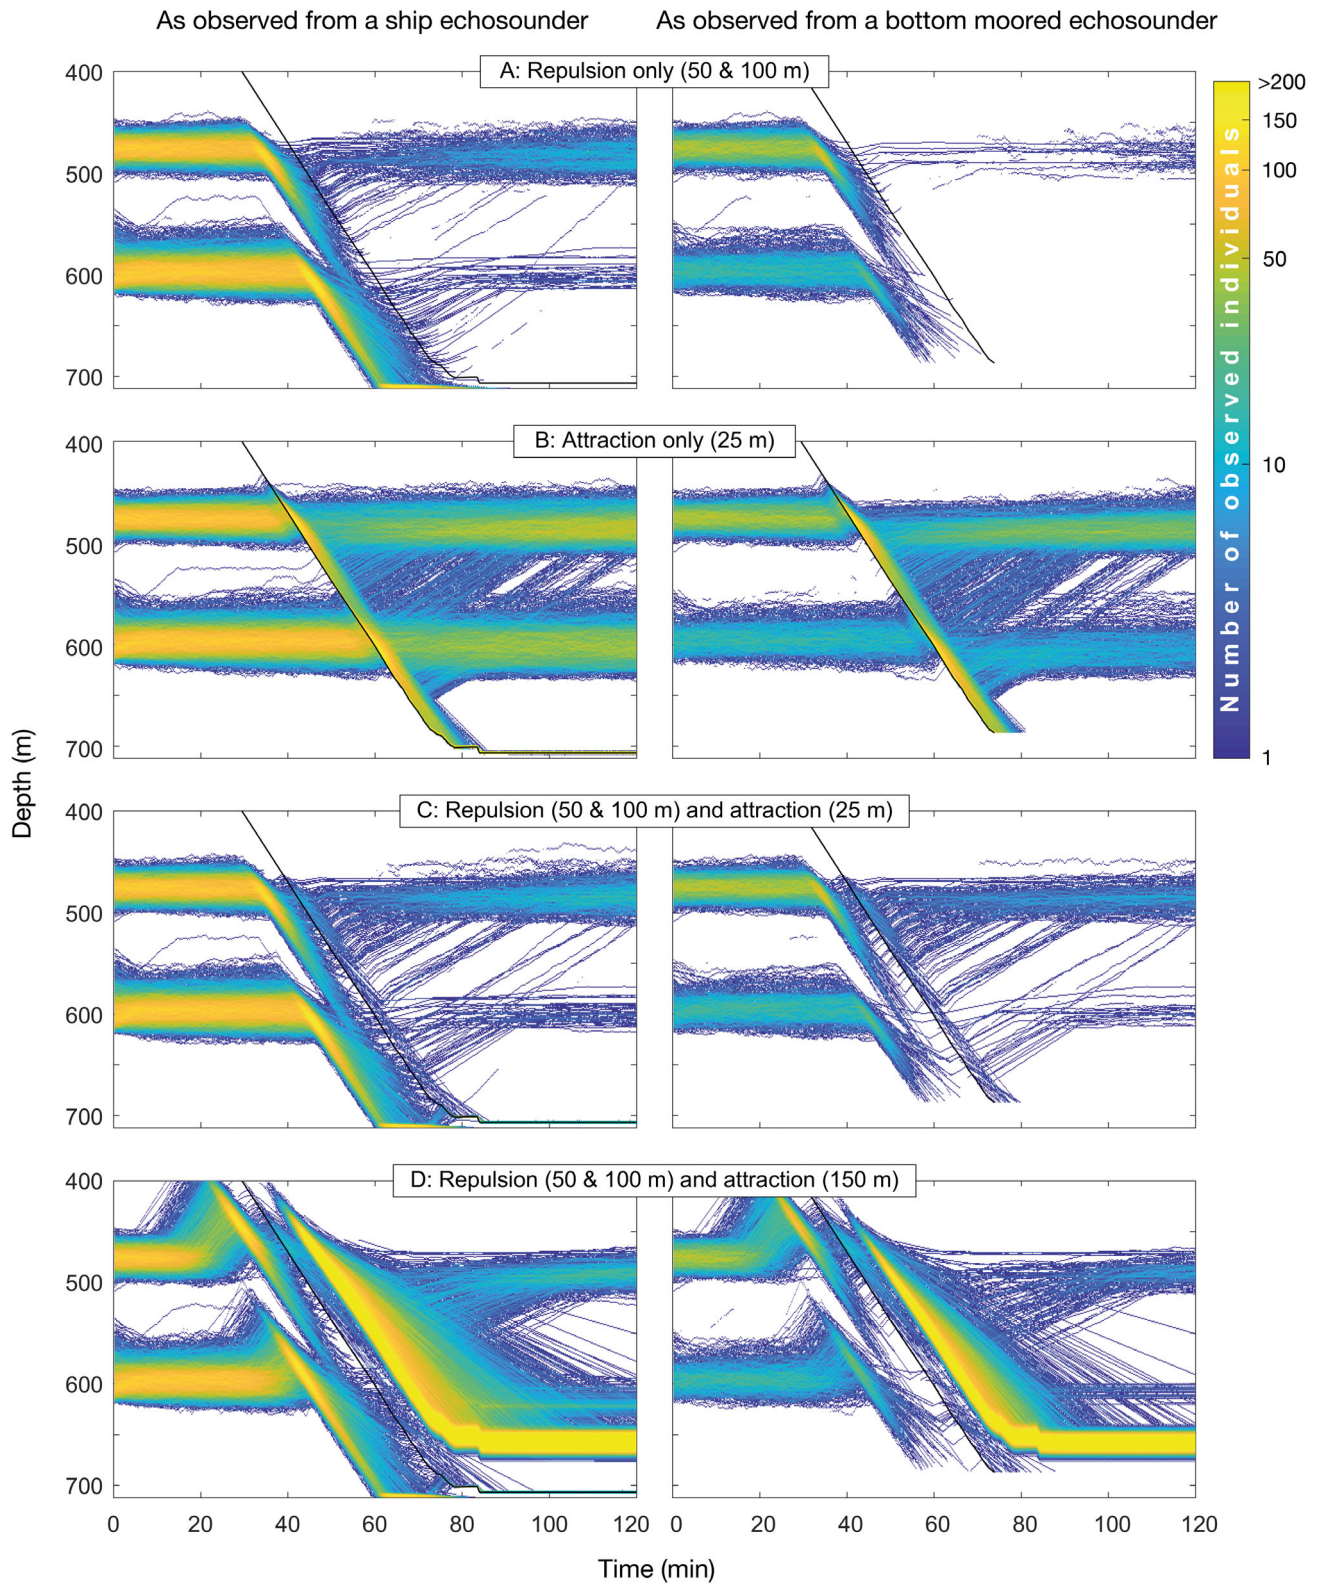 As observed from a ship echosounder
As observed from a bottom moored echosounder
A: Repulsion only (50 & 100 m)
400
500
600
700
>200
150
100
50
10
1
Number of observed individuals
B: Attraction only (25 m)
400
500
600
700
Depth (m)
C: Repulsion (50 & 100 m) and attraction (25 m)
400
500
600
700
D: Repulsion (50 & 100 m) and attraction (150 m)
400
500
600
700
0 20 40 60 80 100 120
0 20 40 60 80 100 120
Time (min)